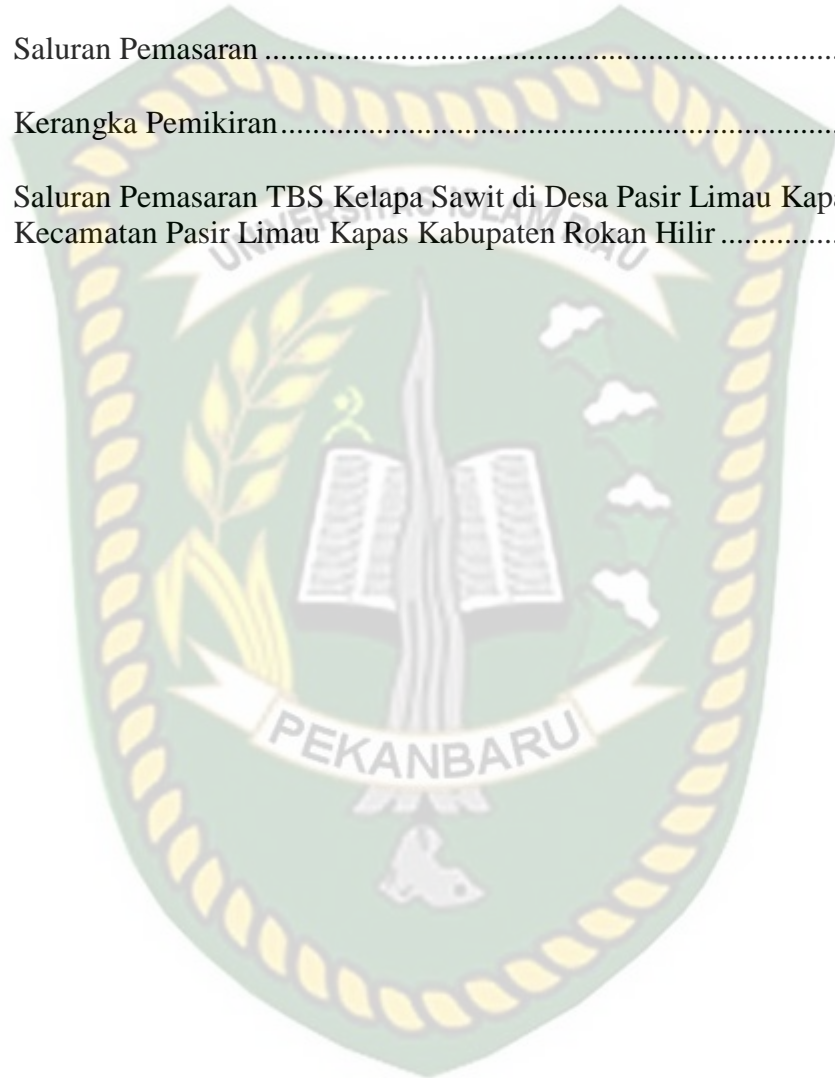 Saluran Pemasaran ......................................................................
Kerangka Pemikiran......................................................................
Saluran Pemasaran TBS Kelapa Sawit di Desa Pasir Limau
Kecamatan Pasir Limau Kapas Kabupaten Rokan Hilir ................
UNIVERSITAS ISLAM RIAU
PEKANBARU